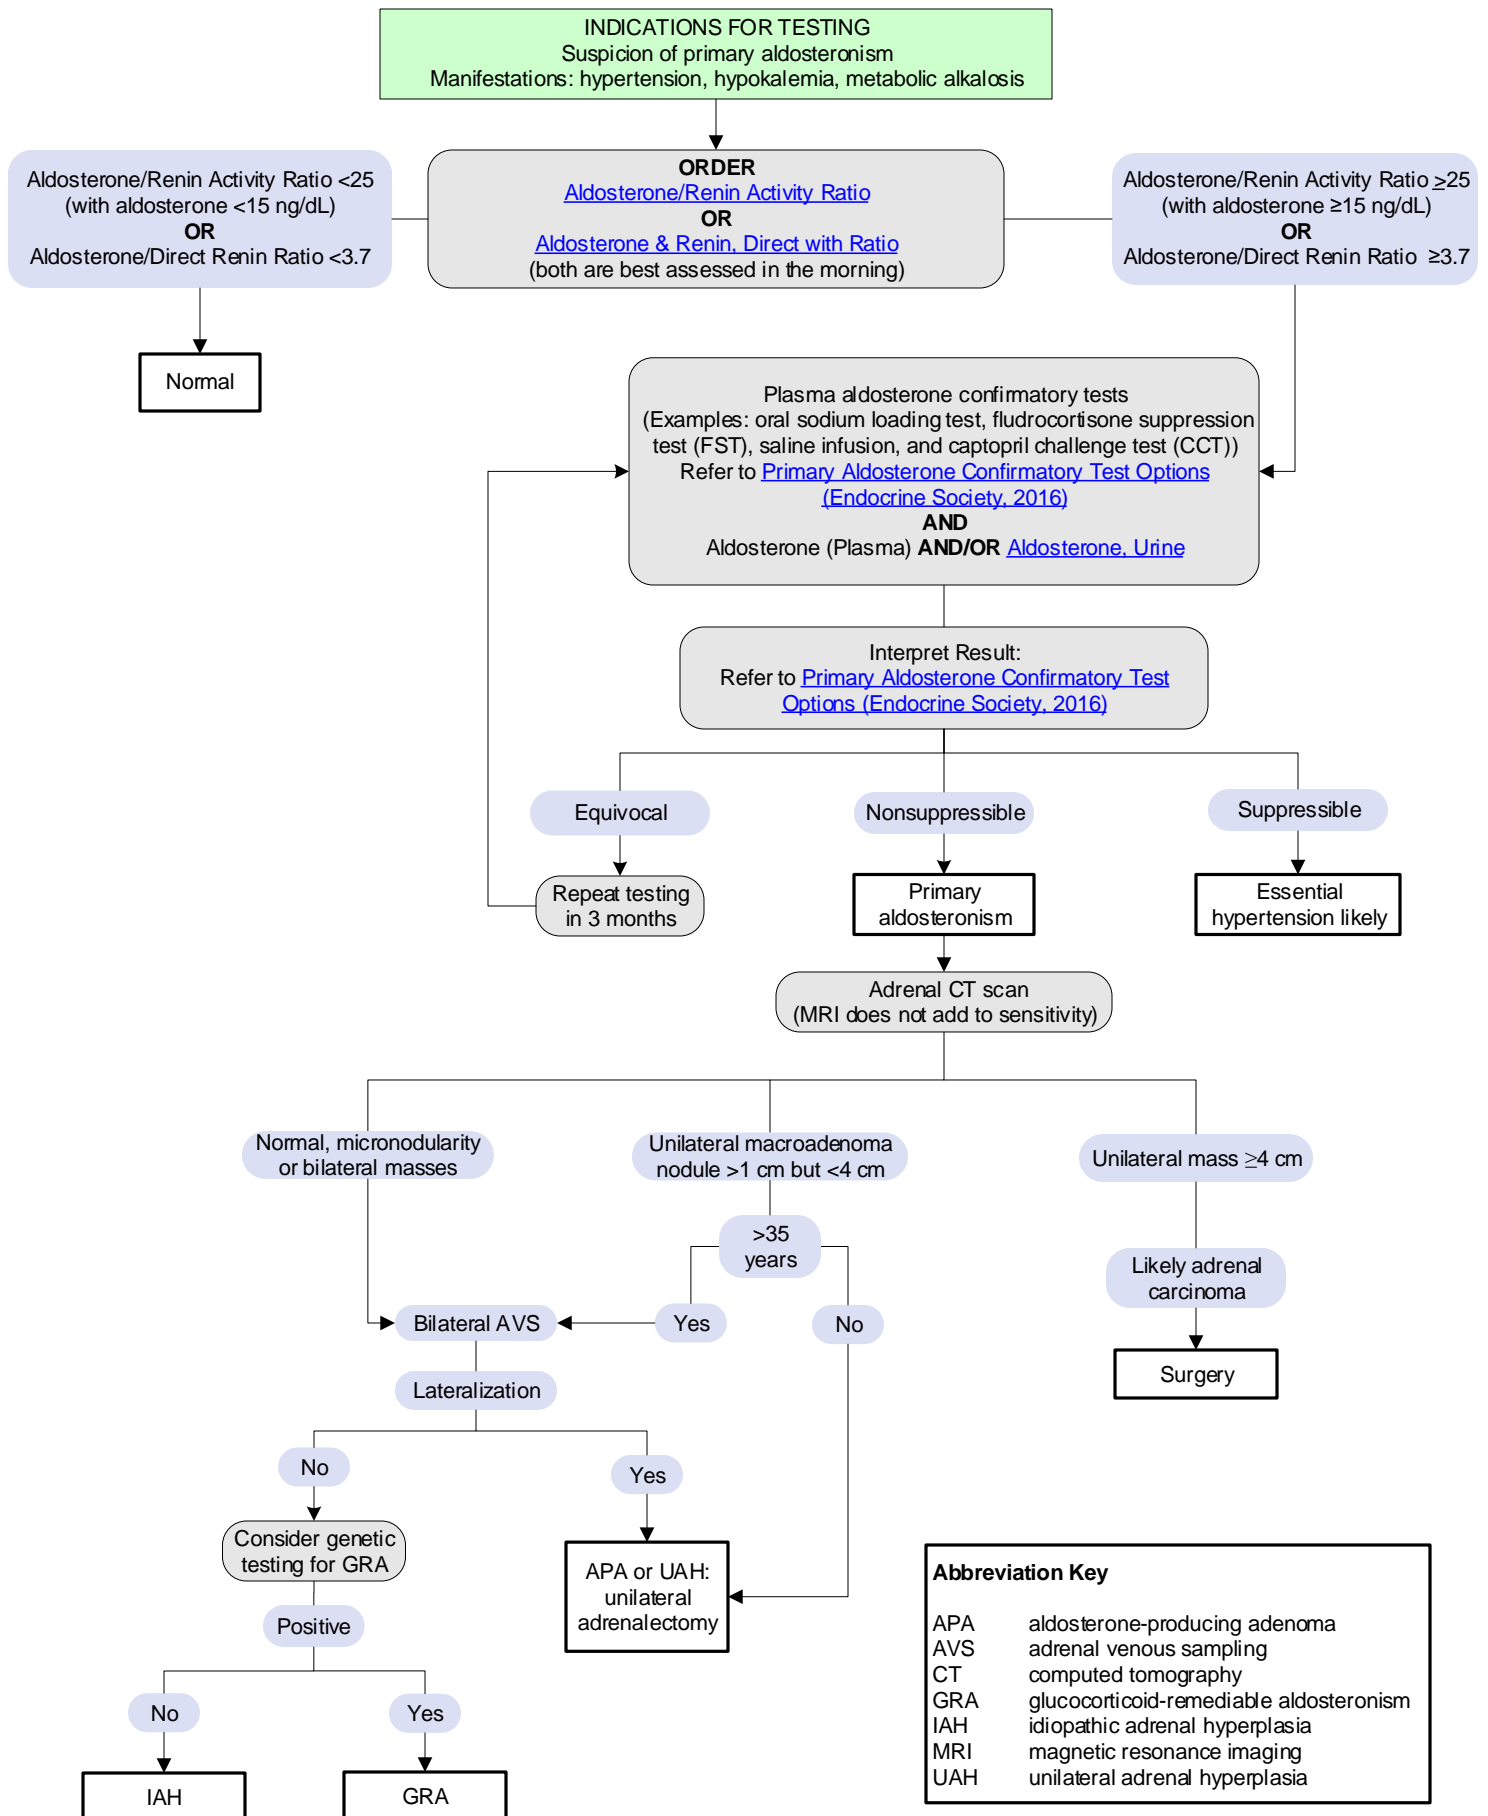 INDICATIONS FOR TESTING
Suspicion of primary aldosteronism
Manifestations: hypertension, hypokalemia, metabolic alkalosis
Aldosterone/Renin Activity Ratio <25
(with aldosterone <15 ng/dL)
OR
Aldosterone/Direct Renin Ratio <3.7
ORDER
Aldosterone/Renin Activity Ratio
OR
Aldosterone & Renin, Direct with Ratio
(both are best assessed in the morning)
Aldosterone/Renin Activity Ratio ≥25
(with aldosterone ≥15 ng/dL)
OR
Aldosterone/Direct Renin Ratio ≥3.7
Normal
Plasma aldosterone confirmatory tests
(Examples: oral sodium loading test, fludrocortisone suppression
test (FST), saline infusion, and captopril challenge test (CCT))
Refer to Primary Aldosterone Confirmatory Test Options
(Endocrine Society, 2016)
AND
Aldosterone (Plasma) AND/OR Aldosterone, Urine
Interpret Result:
Refer to Primary Aldosterone Confirmatory Test
Options (Endocrine Society, 2016)
Equivocal
Nonsuppressible
Suppressible
Repeat testing
in 3 months
Primary
aldosteronism
Essential
hypertension likely
Adrenal CT scan
(MRI does not add to sensitivity)
Normal, micronodularity
or bilateral masses
Unilateral macroadenoma
nodule >1 cm but <4 cm
Unilateral mass ≥4 cm
>35
years
Likely adrenal
carcinoma
Bilateral AVS
Yes
No
Surgery
Lateralization
No
Yes
Consider genetic
testing for GRA
APA or UAH:
unilateral
adrenalectomy
Positive
No
Yes
IAH
GRA
Abbreviation Key
APA aldosterone-producing adenoma
AVS adrenal venous sampling
CT computed tomography
GRA glucocorticoid-remediable aldosteronism
IAH idiopathic adrenal hyperplasia
MRI magnetic resonance imaging
UAH unilateral adrenal hyperplasia